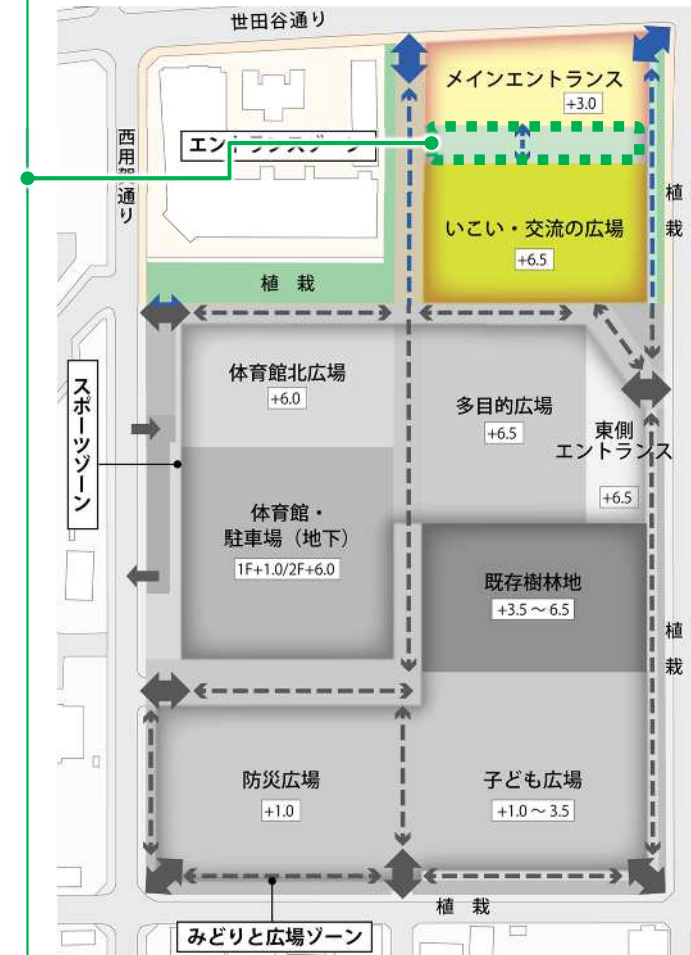 世田谷通り
メインエントランス
+3.0
エントランスゾーン
西用賀通り
植栽
いこい・交流の広場
+6.5
植 栽
体育館北広場
+6.0
多目的広場
+6.5
スポーツゾーン
東側
エントランス
+6.5
体育館・
駐車場（地下）
1F+1.0/2F+6.0
既存樹林地
+3.5～6.5
植栽
防災広場
+1.0
子ども広場
+1.0～3.5
植 栽
みどりと広場ゾーン